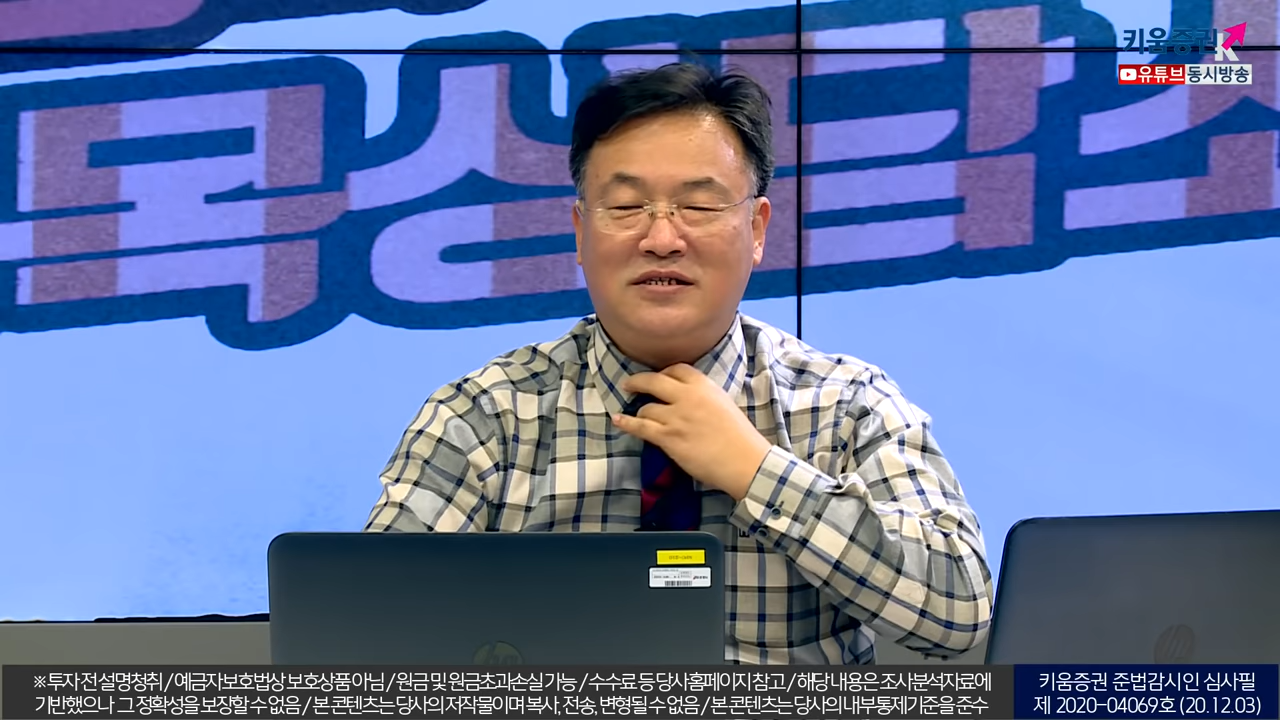 키움증권
유튜브동시방송
hp
※ 투자 전 설명청취 / 예금자보호법상 보호상품 아님 / 원금 및 원금초과손실 가능 / 수수료 등 당사홈페이지 참고 / 해당 내용은 조사분석자료에
기반했으나 그 정확성을 보장할 수 없음 / 본 콘텐츠는 당사의 저작물이며 복사, 전송, 변형될 수 없음 / 본 콘텐츠는 당사의 내부통제기준을 준수
키움증권 준법감시인 심사필
제 2020-04069호 (20.12.03)